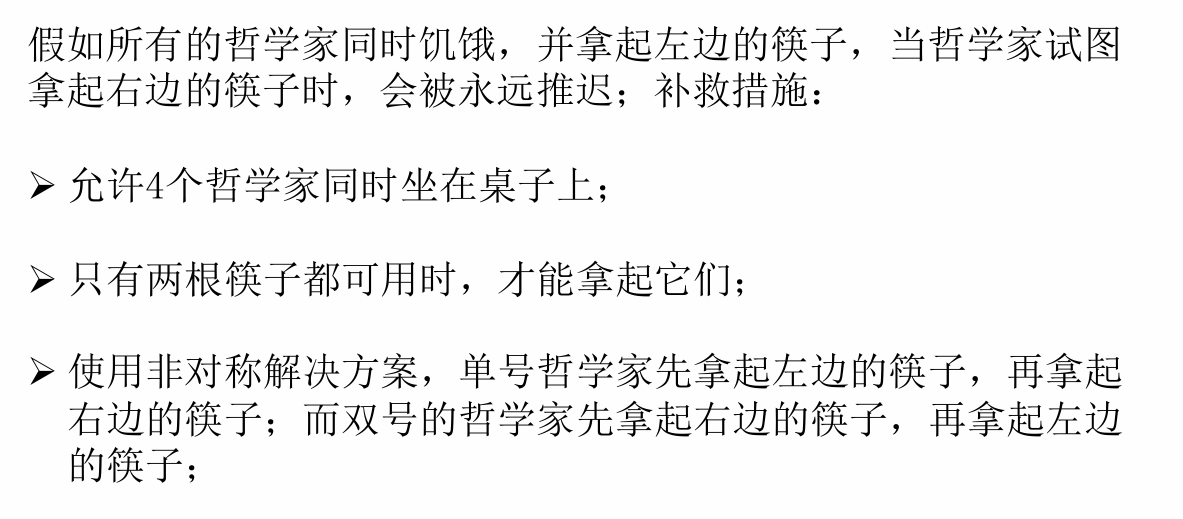 假如所有的哲学家同时饥饿，并拿起左边的筷子，当哲学家试图
拿起右边的筷子时，会被永远推迟；补救措施：
➢ 允许4个哲学家同时坐在桌子上；
➢ 只有两根筷子都可用时，才能拿起它们；
➢ 使用非对称解决方案，单号哲学家先拿起左边的筷子，再拿起
右边的筷子；而双号的哲学家先拿起右边的筷子，再拿起左边
的筷子；